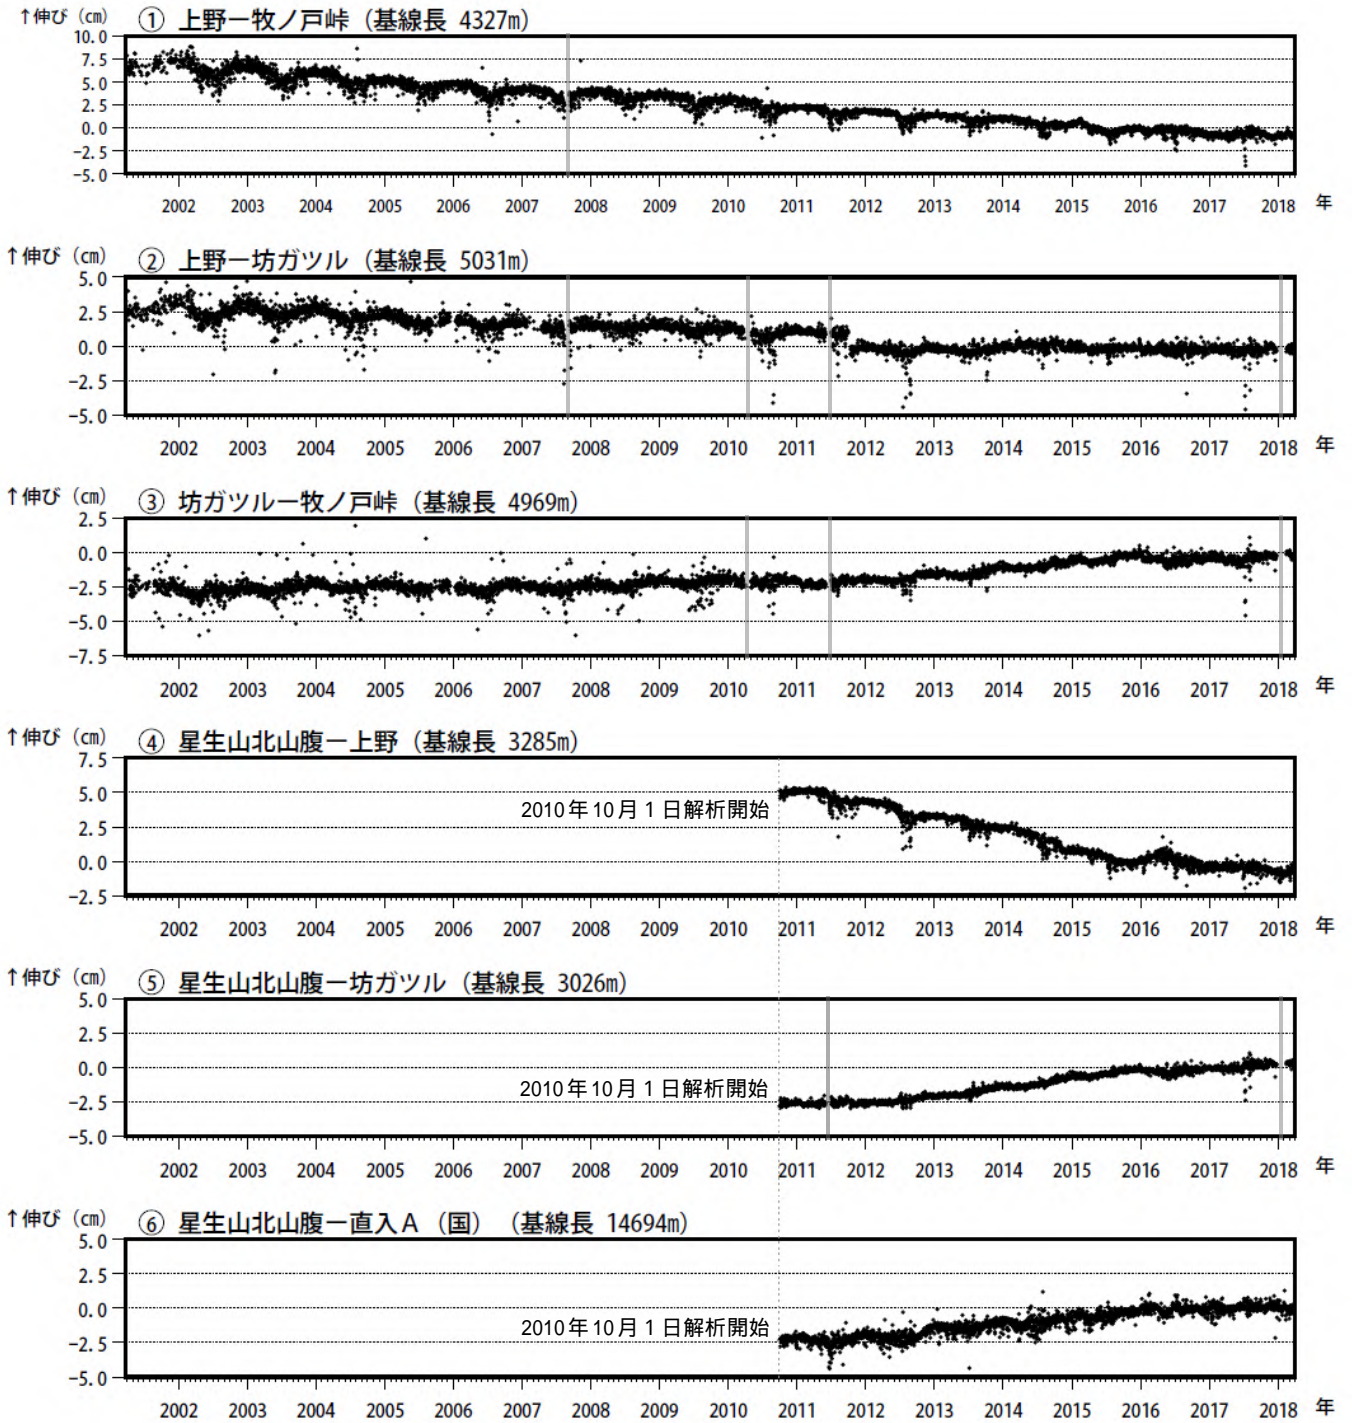 ↑伸び（㎝） ① 上野－牧ノ戸峠（基線長 4327m）
10.0
7.5
5.0
2.5
0.0
-2.5
-5.0
2002 2003 2004 2005 2006 2007 2008 2009 2010 2011 2012 2013 2014 2015 2016 2017 2018 年
↑伸び（㎝） ② 上野－坊ガツル（基線長 5031m）
5.0
2.5
0.0
-2.5
-5.0
2002 2003 2004 2005 2006 2007 2008 2009 2010 2011 2012 2013 2014 2015 2016 2017 2018 年
↑伸び（㎝） ③ 坊ガツル－牧ノ戸峠（基線長 4969m）
2.5
0.0
-2.5
-5.0
-7.5
2002 2003 2004 2005 2006 2007 2008 2009 2010 2011 2012 2013 2014 2015 2016 2017 2018 年
↑伸び（㎝） ④ 星生山北山腹－上野（基線長 3285m）
7.5
5.0
2010年10月1日解析開始
2.5
0.0
-2.5
2002 2003 2004 2005 2006 2007 2008 2009 2010 2011 2012 2013 2014 2015 2016 2017 2018 年
↑伸び（㎝） ⑤ 星生山北山腹－坊ガツル（基線長 3026m）
5.0
2.5
0.0
2010年10月1日解析開始
-2.5
-5.0
2002 2003 2004 2005 2006 2007 2008 2009 2010 2011 2012 2013 2014 2015 2016 2017 2018 年
↑伸び（㎝） ⑥ 星生山北山腹－直入Ａ（国）（基線長 14694m）
5.0
2.5
0.0
2010年10月1日解析開始
-2.5
-5.0
2002 2003 2004 2005 2006 2007 2008 2009 2010 2011 2012 2013 2014 2015 2016 2017 2018 年